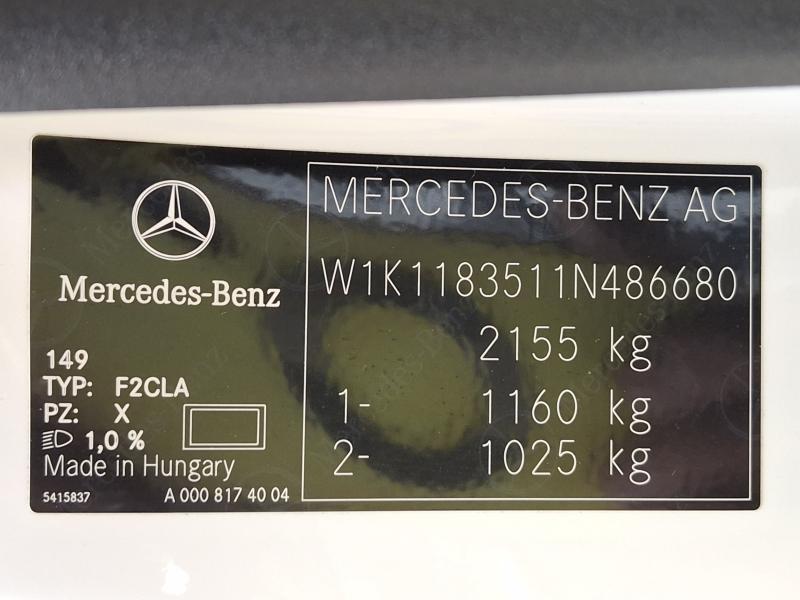 Mercedes-Benz
149
TYP: F2CLA
PZ: X
1,0 %
Made in Hungary
5415837 A 000 817 40 04
MERCEDES-BENZ AG
W1K1183511N486680
2155 kg
1- 1160 kg
2- 1025 kg